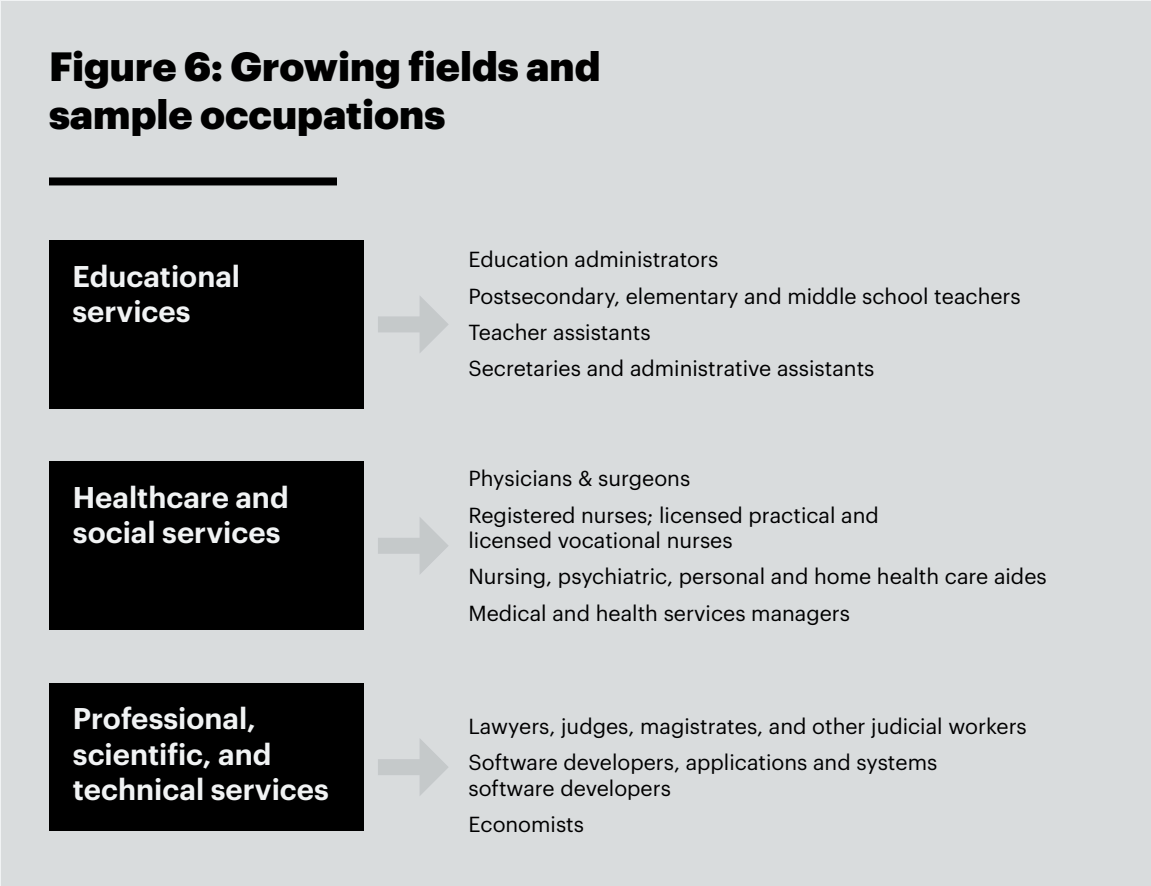 Figure 6: Growing fields and
sample occupations
Educational
services
Education administrators
Postsecondary, elementary and middle school teachers
Teacher assistants
Secretaries and administrative assistants
Healthcare and
social services
Physicians & surgeons
Registered nurses; licensed practical and
licensed vocational nurses
Nursing, psychiatric, personal and home health care aides
Medical and health services managers
Professional,
scientific, and
technical services
Lawyers, judges, magistrates, and other judicial workers
Software developers, applications and systems
software developers
Economists